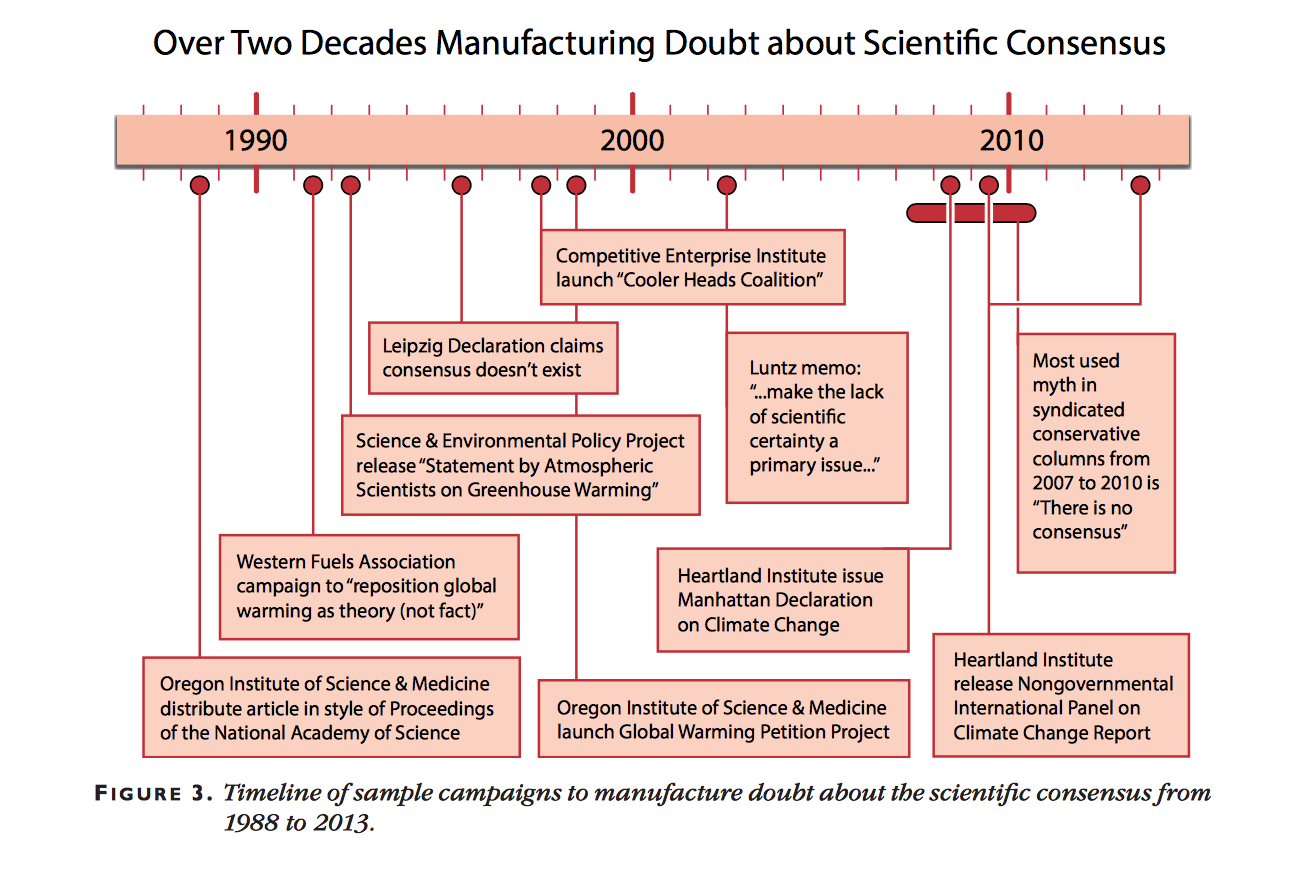 Over Two Decades Manufacturing Doubt about Scientific Consensus
1990
2000
2010
Competitive Enterprise Institute
launch “Cooler Heads Coalition”
Leipzig Declaration claims
consensus doesn’t exist
Luntz memo:
“...make the lack
of scientific
certainty a
primary issue...”
Most used
myth in
syndicated
conservative
columns from
2007 to 2010 is
“There is no
consensus”
Science & Environmental Policy Project
release “Statement by Atmospheric
Scientists on Greenhouse Warming”
Western Fuels Association
campaign to “reposition global
warming as theory (not fact)”
Heartland Institute issue
Manhattan Declaration
on Climate Change
Oregon Institute of Science & Medicine
distribute article in style of Proceedings
of the National Academy of Science
Oregon Institute of Science & Medicine
launch Global Warming Petition Project
Heartland Institute
release Nongovernmental
International Panel on
Climate Change Report
FIGURE 3. Timeline of sample campaigns to manufacture doubt about the scientific consensus from
1988 to 2013.